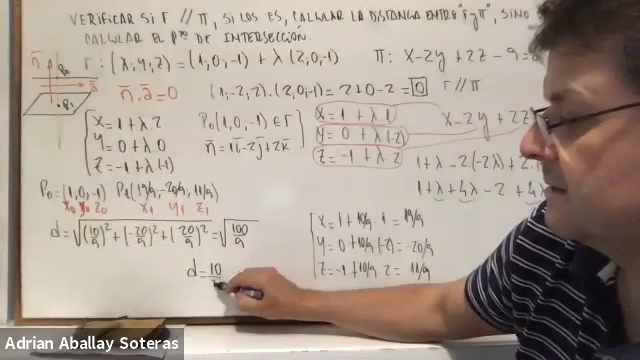 VERIFICAR SI Γ // π, SI LOS ES, CALCULAR LA DISTANCIA ENTRE "Γ y π", SINO
CALCULAR EL Pto DE INTERSECCIÓN.
Γ: (x,y,z) = (1,0,-1) + λ(2,0,-1)
π: x-2y+2z-9=
n̄
P0
ā
P1
n̄.ā=0
(1,-2,2).(2,0,-1)=2+0-2=0
Γ//π
x=1+λ.2
y=0+λ0
z=-1+λ(-1)
P0(1,0,-1) ∈ Γ
n̄=1i-2j+2k
x=1+λ.1
y=0+λ(-2)
z=-1+λ.2
x-2y+2z
1+λ-2(-2λ)+2.
1+λ+4λ-2+4λ
P0=(1,0,-1) P1(19/9,-20/9,11/9)
x0 y0 z0 x1 y1 z1
d=√(10/9)²+(-20/9)²+(20/9)²=√100/9
d=10
x=1+10/9.1=19/9
y=0+10/9(-2)=-20/9
z=-1+10/9.2=11/9
Adrian Aballay Soteras